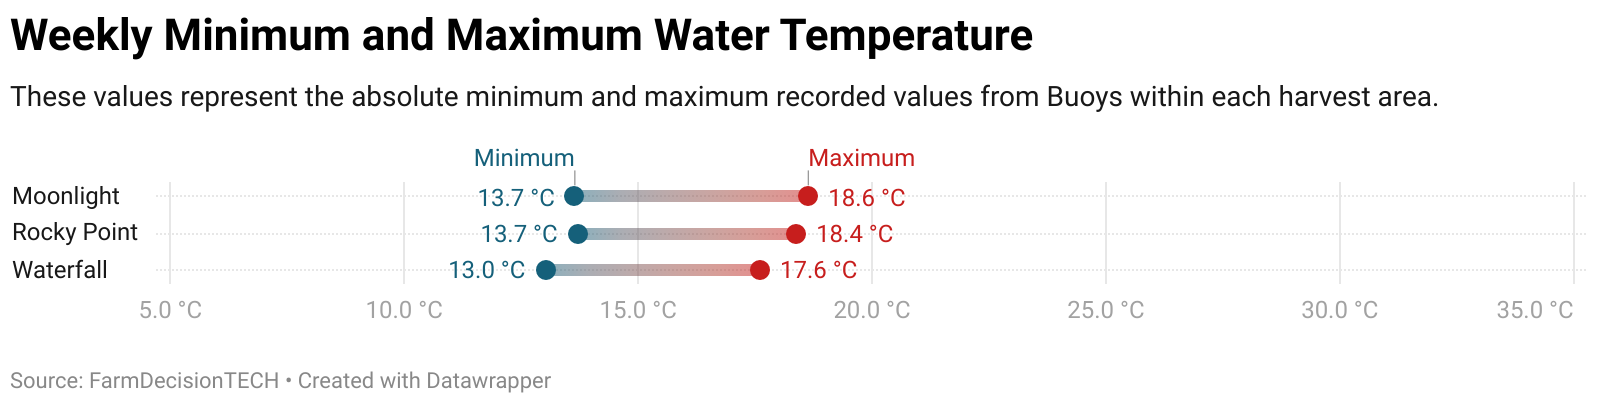 Weekly Minimum and Maximum Water Temperature
These values represent the absolute minimum and maximum recorded values from Buoys within each harvest area.
Minimum Maximum
Moonlight 13.7 °C 18.6 °C
Rocky Point 13.7 °C 18.4 °C
Waterfall 13.0 °C 17.6 °C
5.0 °C 10.0 °C 15.0 °C 20.0 °C 25.0 °C 30.0 °C 35.0 °C
Source: FarmDecisionTECH • Created with Datawrapper